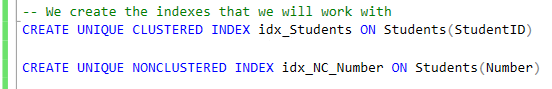 -- We create the indexes that we will work with
CREATE UNIQUE CLUSTERED INDEX idx_Students ON Students(StudentID)
CREATE UNIQUE NONCLUSTERED INDEX idx_NC_Number ON Students(Number)